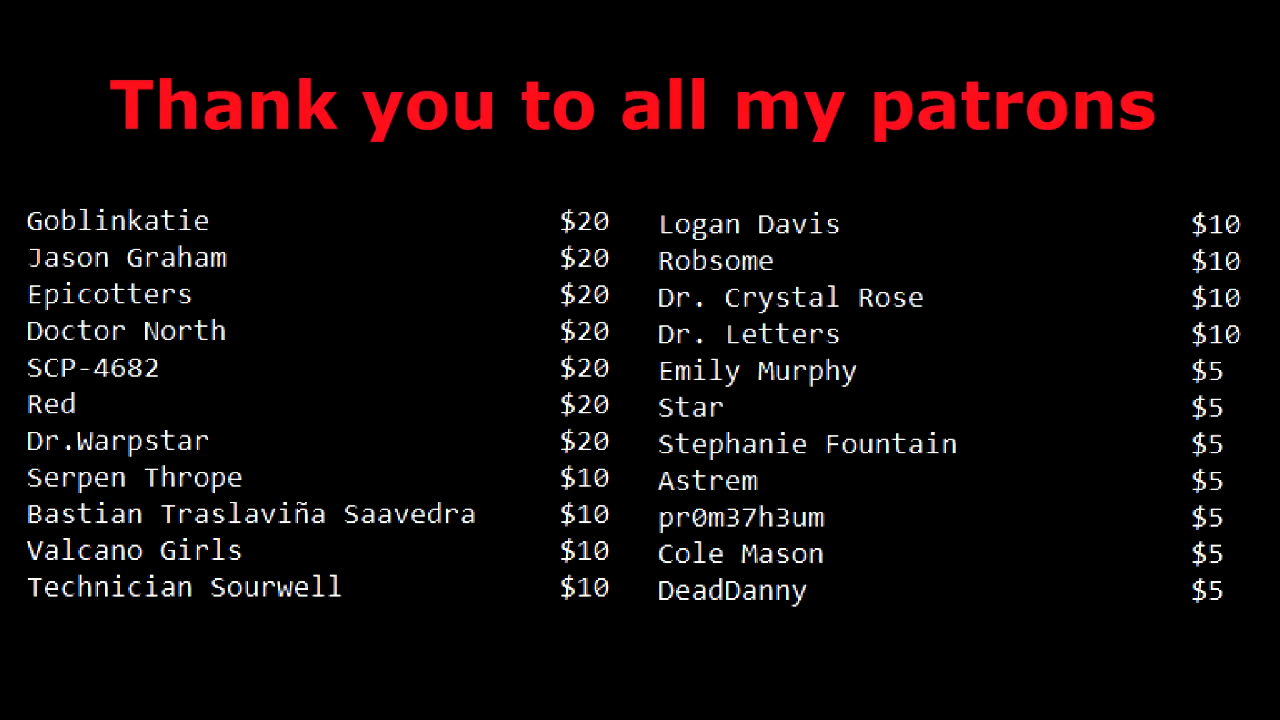 Thank you to all my patrons
Goblinkatie $20
Jason Graham $20
Epicotters $20
Doctor North $20
SCP-4682 $20
Red $20
Dr.Warpstar $20
Serpen Thrope $10
Bastian Traslaviña Saavedra $10
Valcano Girls $10
Technician Sourwell $10
Logan Davis $10
Robsome $10
Dr. Crystal Rose $10
Dr. Letters $10
Emily Murphy $5
Star $5
Stephanie Fountain $5
Astrem $5
pr0m37h3um $5
Cole Mason $5
DeadDanny $5